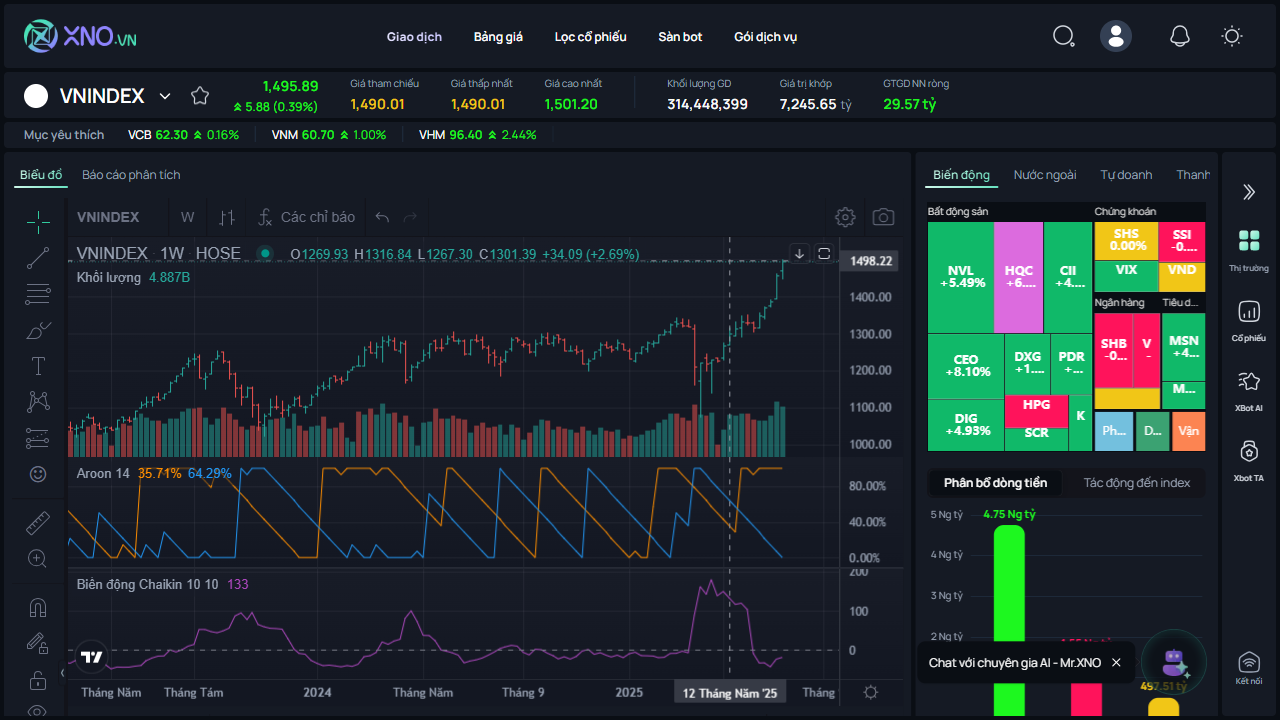 XNO.VN
Giao dịch Bảng giá Lọc cổ phiếu Sàn bot Gói dịch vụ
VNINDEX
1,495.89
5.88 (0.39%)
Giá tham chiếu
1,490.01
Giá thấp nhất
1,490.01
Giá cao nhất
1,501.20
Khối lượng GD
314,448,399
Giá trị khớp
7,245.65 tỷ
GTGD NN ròng
29.57 tỷ
Mục yêu thích VCB 62.30 0.16% VNM 60.70 1.00% VHM 96.40 2.44%
Biểu đồ Báo cáo phân tích
VNINDEX W Các chỉ báo
VNINDEX 1W HOSE O1269.93 H1316.84 L1267.30 C1301.39 +34.09 (+2.69%)
Khối lượng 4.887B
1498.22
1400.00
1300.00
1200.00
1100.00
1000.00
Aroon 14 35.71% 64.29%
80.00%
40.00%
0.00%
Biên động Chaikin 10 10 133
200
100
0
Tháng Năm Tháng Tám 2024 Tháng Năm Tháng 9 2025 12 Tháng Năm '25 Tháng
Biến động Nước ngoài Tự doanh Thanh
Bất động sản
NVL
+5.49%
HQC
+6....
CII
+4....
CEO
+8.10%
DXG
+1....
PDR
+...
DIG
+4.93%
HPG
SCR
K
Chứng khoán
SHS
0.00%
SSI
-0....
VIX
VND
Ngân hàng
SHB
-0...
V
-
Tiêu d...
MSN
+4...
M...
Ph...
D...
Vận
Phân bổ dòng tiền Tác động đến index
5 Ng tỷ
4.75 Ng tỷ
4 Ng tỷ
3 Ng tỷ
2 Ng tỷ
1.55 Ng tỷ
497.51 tỷ
Chat với chuyên gia AI - Mr.XNO
Thị trường
Cổ phiếu
XBot AI
Xbot TA
Kết nối